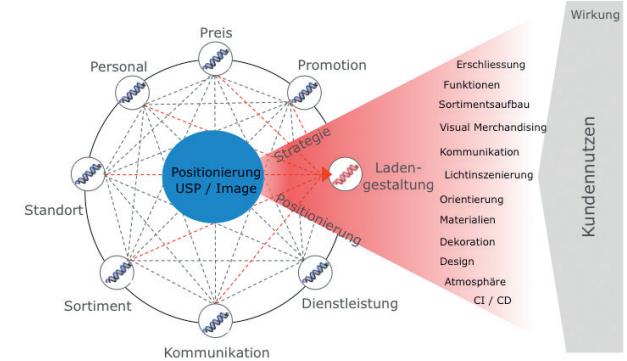 Preis
Personal
Promotion
Standort
Positionierung
USP / Image
Strategie
Positionierung
Laden-
gestaltung
Sortiment
Dienstleistung
Kommunikation
Erschliessung
Funktionen
Sortimentsaufbau
Visual Merchandising
Kommunikation
Lichtinszenierung
Orientierung
Materialien
Dekoration
Design
Atmosphäre
CI / CD
Wirkung
Kundennutzen